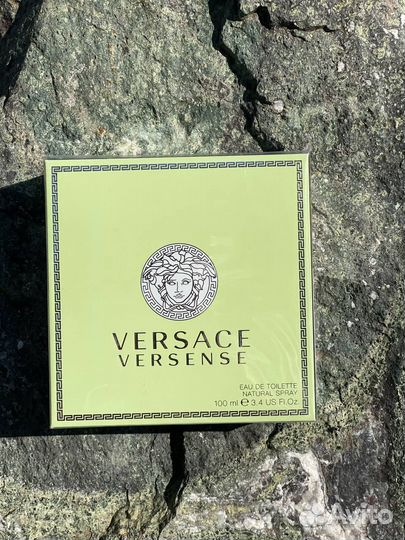 VERSACE
VERSENSE
EAU DE TOILETTE
NATURAL SPRAY
100 ml ℮ 3.4 US Fl.Oz.
Avito